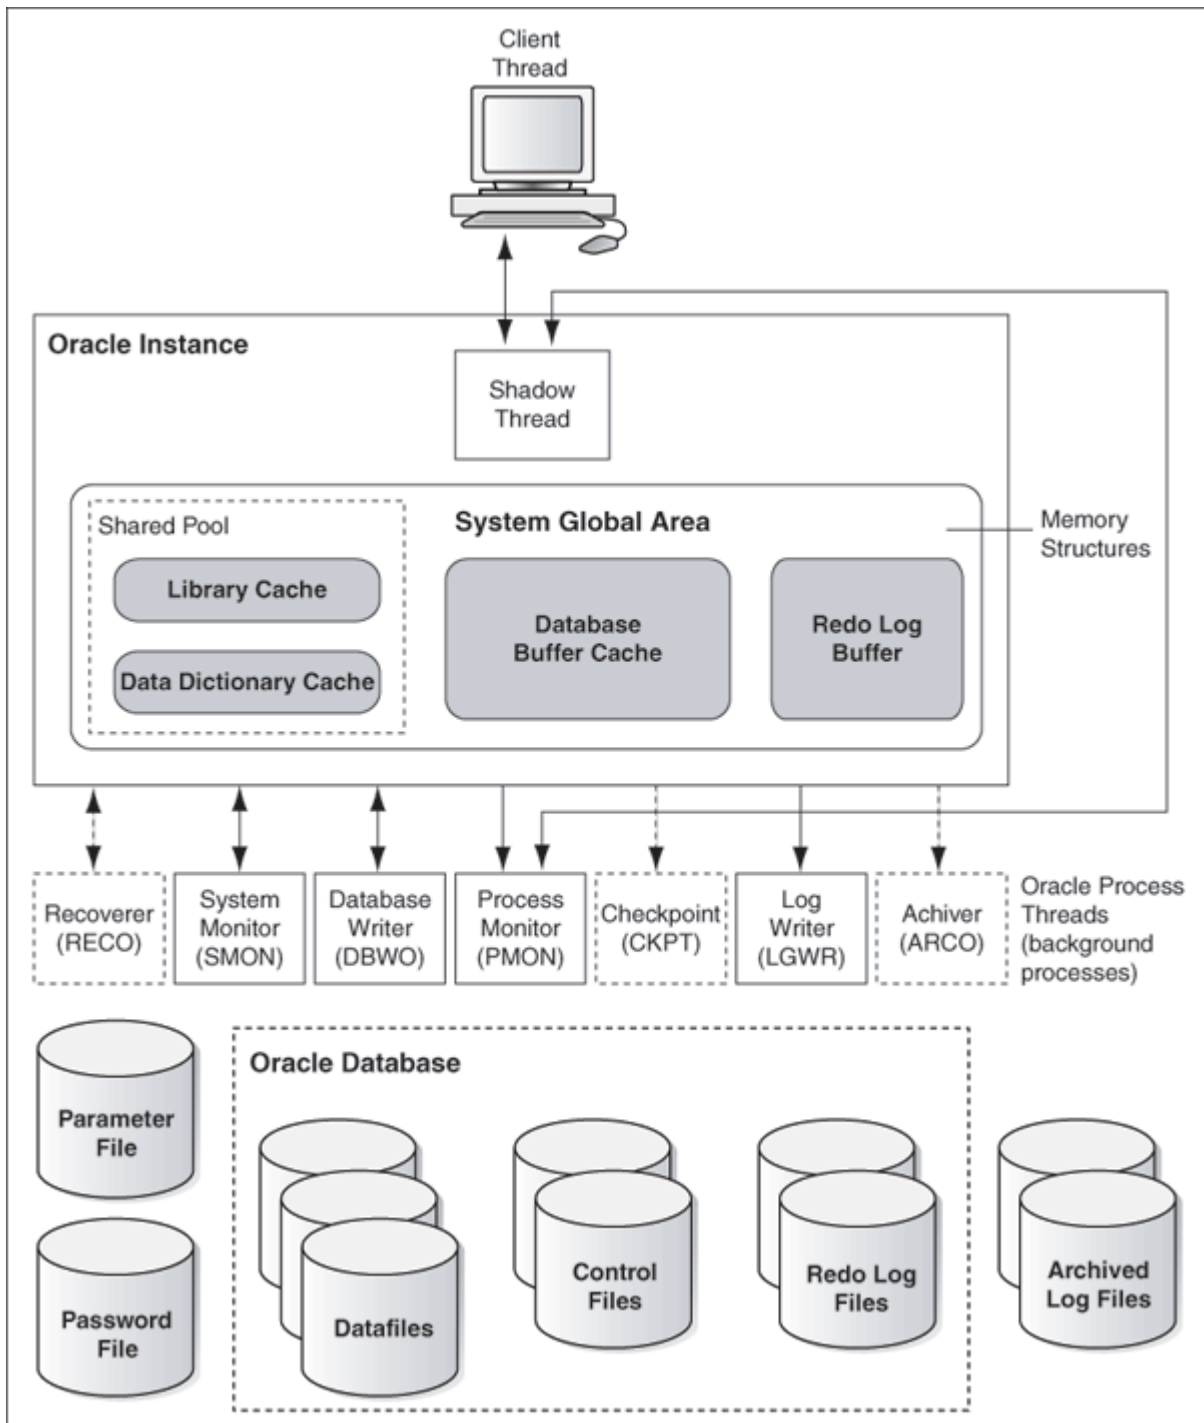 Client
Thread
Oracle Instance
Shadow
Thread
Shared Pool
System Global Area
Memory
Structures
Library Cache
Database
Buffer Cache
Redo Log
Buffer
Data Dictionary Cache
Recoverer
(RECO)
System
Monitor
(SMON)
Database
Writer
(DBWO)
Process
Monitor
(PMON)
Checkpoint
(CKPT)
Log
Writer
(LGWR)
Achiver
(ARCO)
Oracle Process
Threads
(background
processes)
Parameter
File
Password
File
Oracle Database
Datafiles
Control
Files
Redo Log
Files
Archived
Log Files